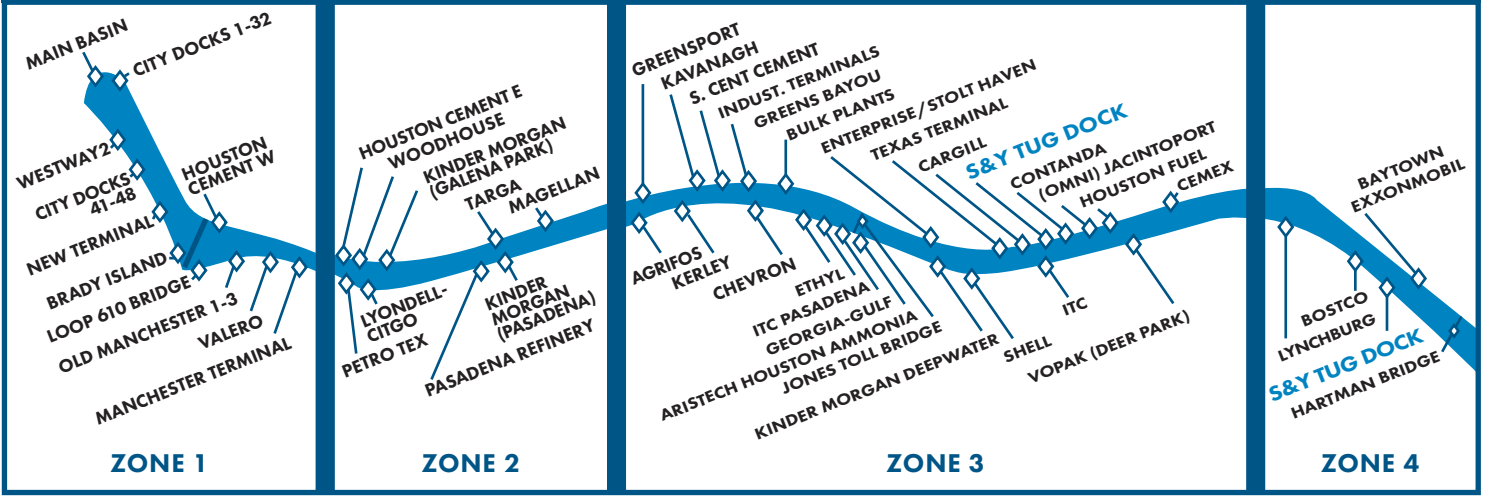 MAIN BASIN
CITY DOCKS 1-32
WESTWAY2
CITY DOCKS
41-48
HOUSTON
CEMENT W
NEW TERMINAL
BRADY ISLAND
LOOP 610 BRIDGE
OLD MANCHESTER 1-3
VALERO
MANCHESTER TERMINAL
ZONE 1
HOUSTON CEMENT E
WOODHOUSE
KINDER MORGAN
(GALENA PARK)
TARGA
MAGELLAN
LYONDELL-
CITGO
PETRO TEX
KINDER
MORGAN
(PASADENA)
PASADENA REFINERY
ZONE 2
GREENSPORT
KAVANAGH
S. CENT CEMENT
INDUST. TERMINALS
GREENS BAYOU
BULK PLANTS
ENTERPRISE/STOLT HAVEN
TEXAS TERMINAL
CARGILL
S&Y TUG DOCK
CONTANDA
(OMNI) JACINTOPORT
HOUSTON FUEL
CEMEX
AGRIFOS
KERLEY
CHEVRON
ETHYL
ITC PASADENA
GEORGIA-GULF
ARISTECH HOUSTON AMMONIA
JONES TOLL BRIDGE
KINDER MORGAN DEEPWATER
SHELL
ITC
VOPAK (DEER PARK)
ZONE 3
BAYTOWN
EXXONMOBIL
BOSTCO
LYNCHBURG
S&Y TUG DOCK
HARTMAN BRIDGE
ZONE 4